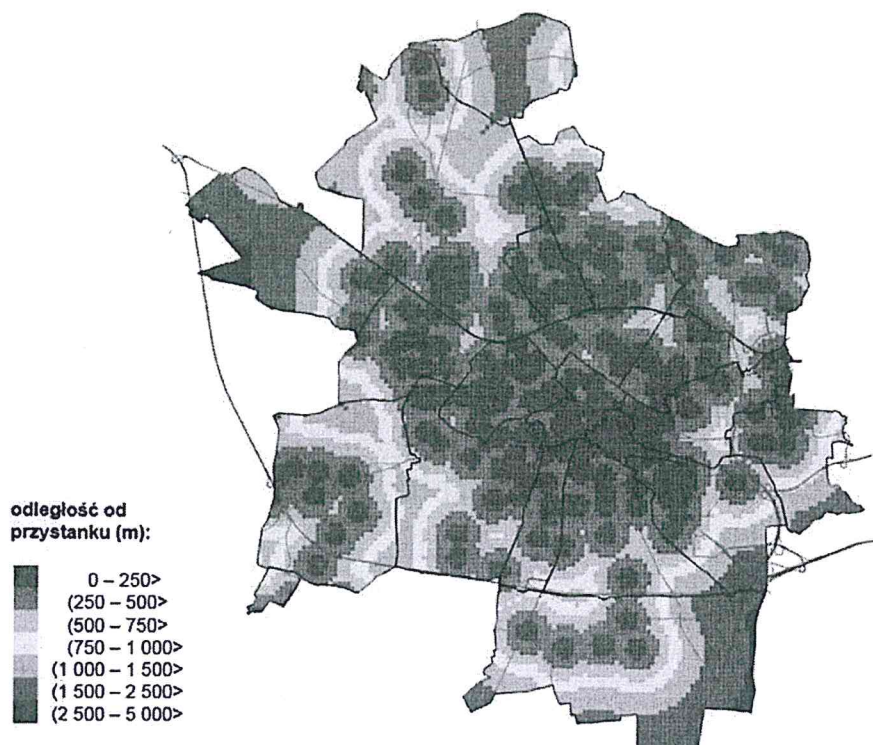 odległość od
przystanku (m):
0 – 250>
(250 – 500>
(500 – 750>
(750 – 1 000>
(1 000 – 1 500>
(1 500 – 2 500>
(2 500 – 5 000>